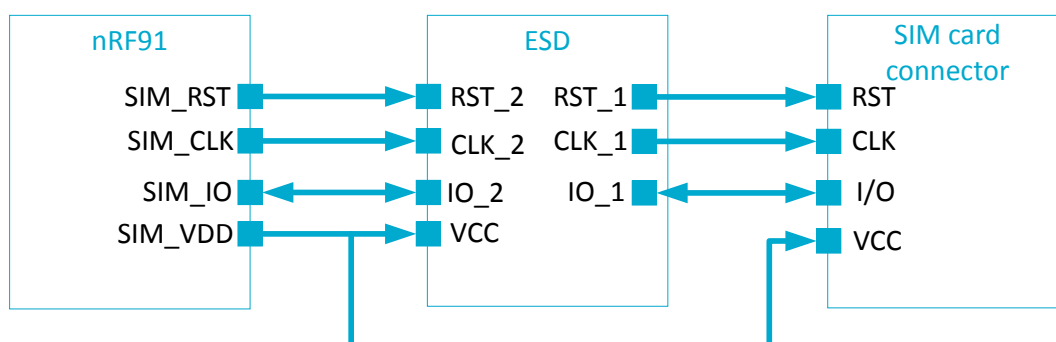 nRF91
SIM_RST
SIM_CLK
SIM_IO
SIM_VDD
ESD
RST_2
CLK_2
IO_2
VCC
RST_1
CLK_1
IO_1
SIM card
connector
RST
CLK
I/O
VCC